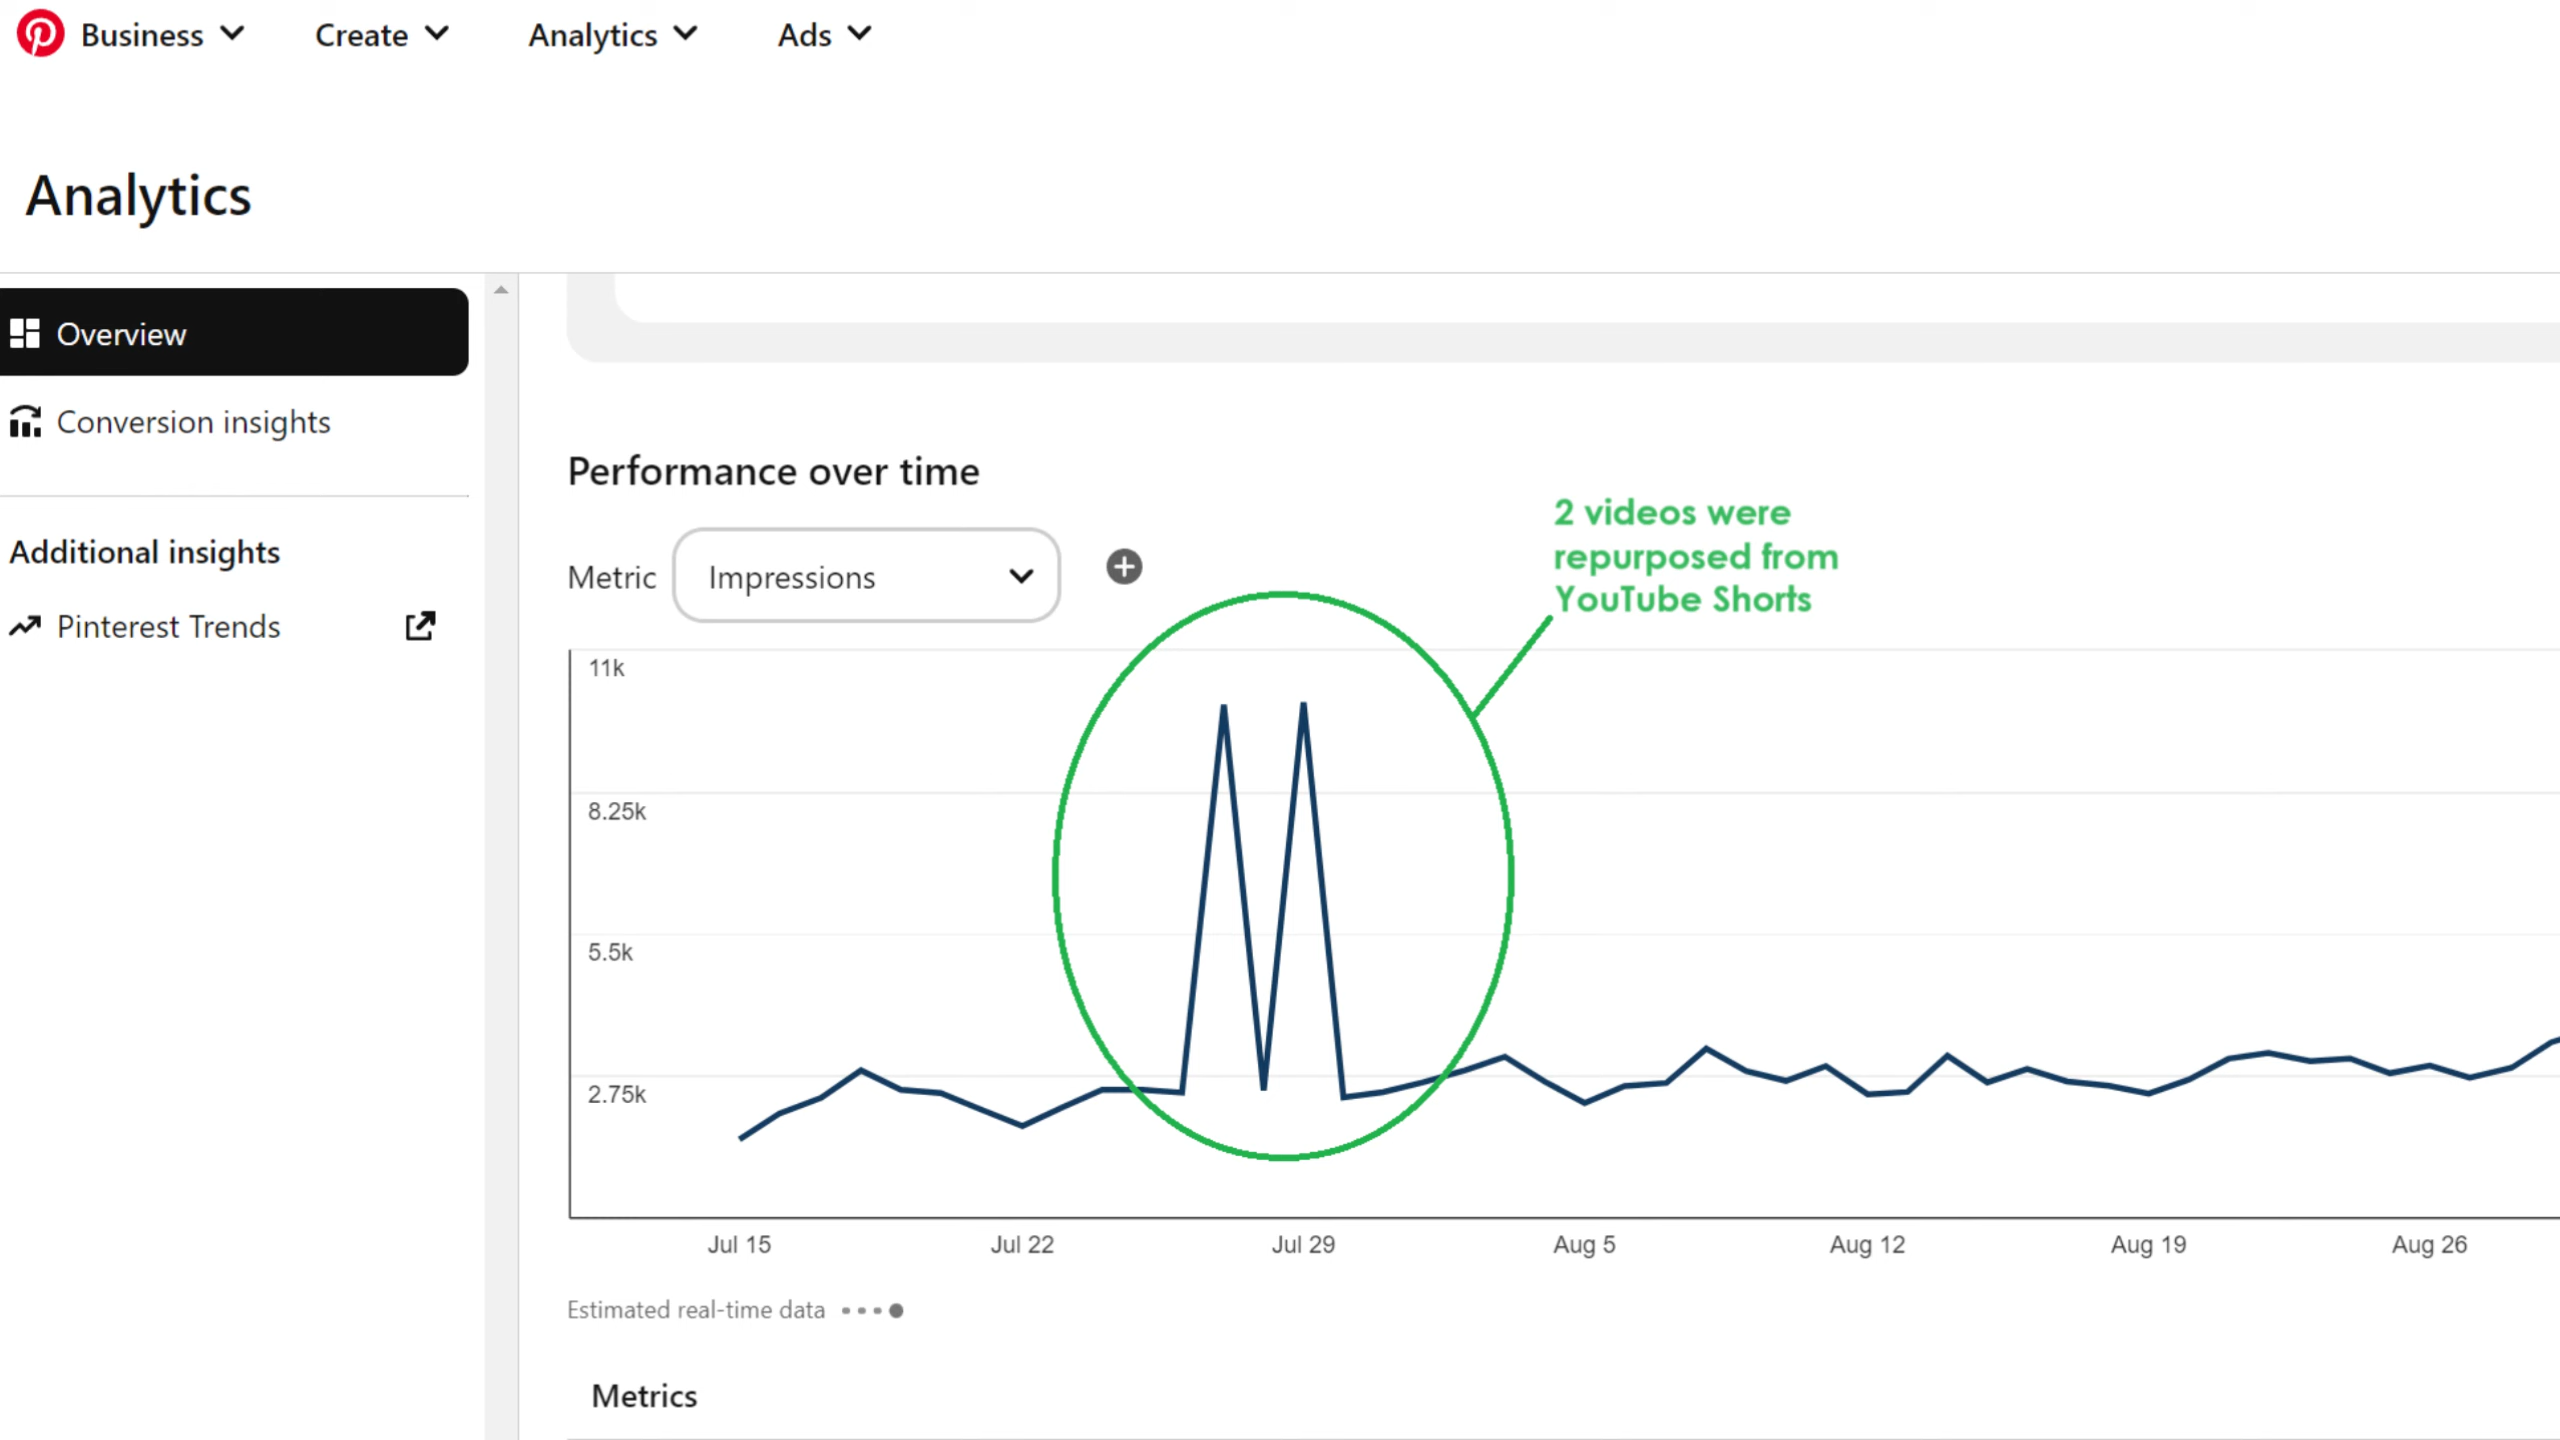 Business Create Analytics Ads
Analytics
Overview
Conversion insights
Additional insights
Pinterest Trends
Performance over time
Metric Impressions
2 videos were
repurposed from
YouTube Shorts
11k
8.25k
5.5k
2.75k
Jul 15 Jul 22 Jul 29 Aug 5 Aug 12 Aug 19 Aug 26
Estimated real-time data
Metrics